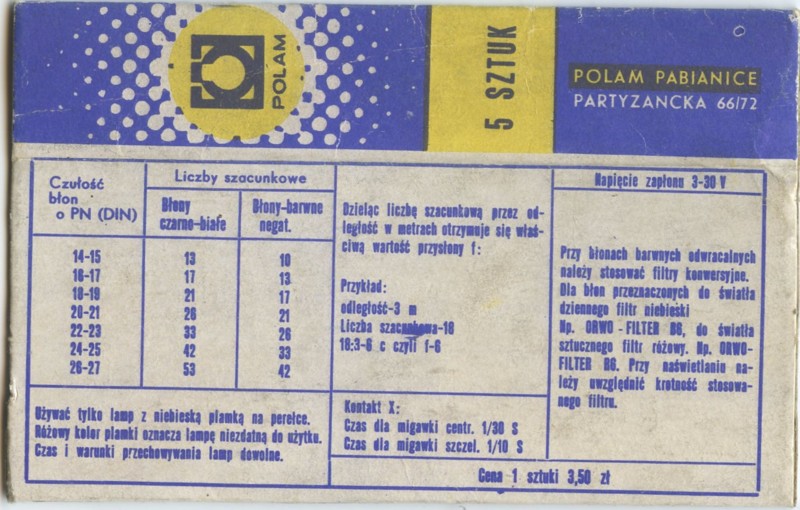 POLAM
5 SZTUK
POLAM PABIANICE
PARTYZANCKA 66/72
Czułość
błon
o PN (DIN)
Liczby szacunkowe
Błony
czarno-białe
Błony-barwne
negat.
14-15 13 10
16-17 17 13
18-19 21 17
20-21 26 21
22-23 33 26
24-25 42 33
26-27 53 42
Dzieląc liczbę szacunkową przez od-
ległość w metrach otrzymuje się właś-
ciwą wartość przysłony f:
Przykład:
odległość-3 m
Liczba szacunkowa-18
18:3-6 c czyli f-6
Napięcie zapłonu 3-30 V
Przy błonach barwnych odwracalnych
należy stosować filtry konwersyjne.
Dla błon przeznaczonych do światła
dziennego filtr niebieski
Np. ORWO - FILTER B6, do światła
sztucznego filtr różowy. Np. ORWO-
FILTER R6. Przy naświetlaniu na-
leży uwzględnić krotność stosowa-
nego filtru.
Używać tylko lamp z niebieską plamką na perełce.
Różowy kolor plamki oznacza lampę niezdatną do użytku.
Czas i warunki przechowywania lamp dowolne.
Kontakt X:
Czas dla migawki centr. 1/30 S
Czas dla migawki szczel. 1/10 S
Cena 1 sztuki 3,50 zł